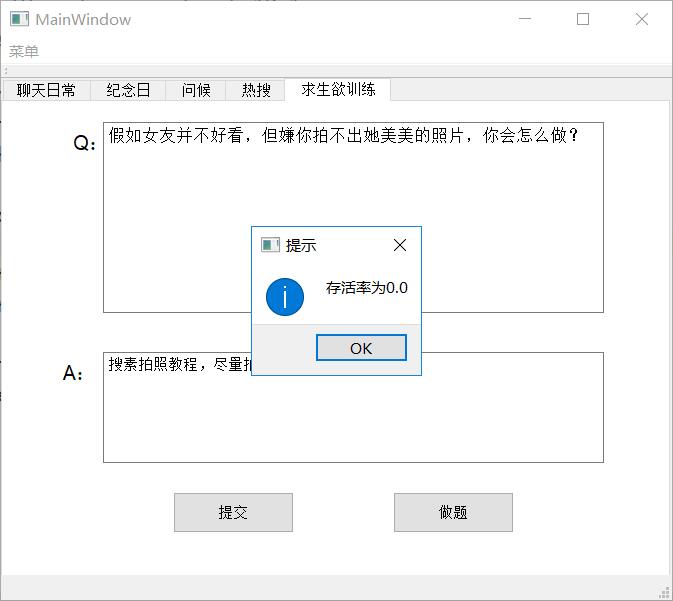 MainWindow
菜单
聊天日常 纪念日 问候 热搜 求生欲训练
Q: 假如女友并不好看，但嫌你拍不出她美美的照片，你会怎么做？
提示
存活率为0.0
OK
A: 搜素拍照教程，尽量拍
提交 做题